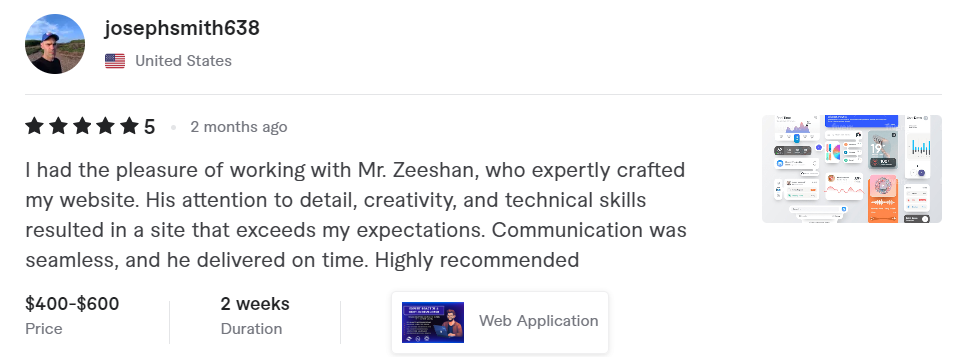 josephsmith638
United States
5 • 2 months ago
I had the pleasure of working with Mr. Zeeshan, who expertly crafted
my website. His attention to detail, creativity, and technical skills
resulted in a site that exceeds my expectations. Communication was
seamless, and he delivered on time. Highly recommended
$400-$600
Price
2 weeks
Duration
Web Application